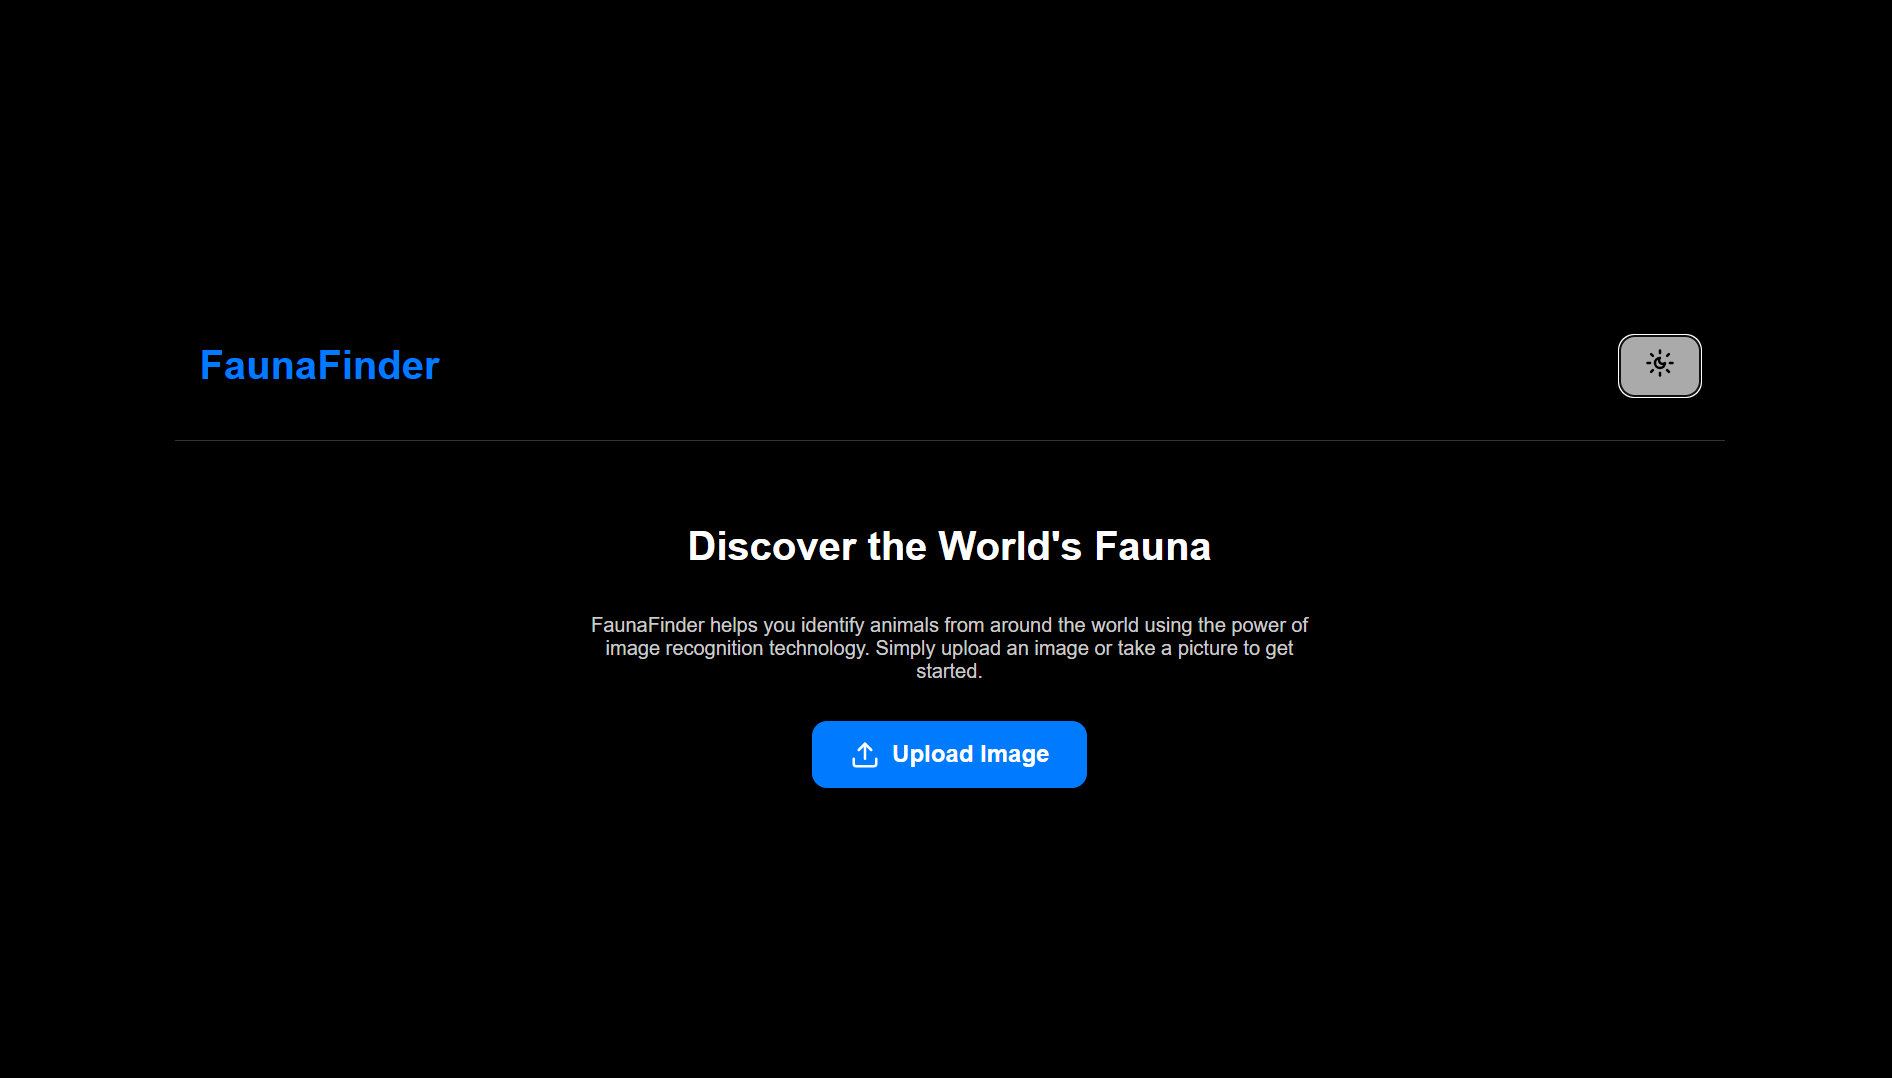 FaunaFinder
Discover the World's Fauna
FaunaFinder helps you identify animals from around the world using the power of
image recognition technology. Simply upload an image or take a picture to get
started.
Upload Image